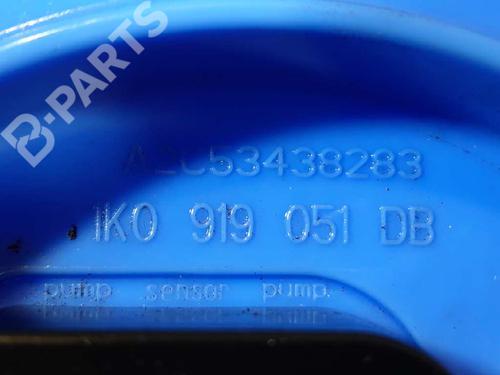 B-PARTS
A2C53438283
1K0 919 051 DB
pump sensor pump